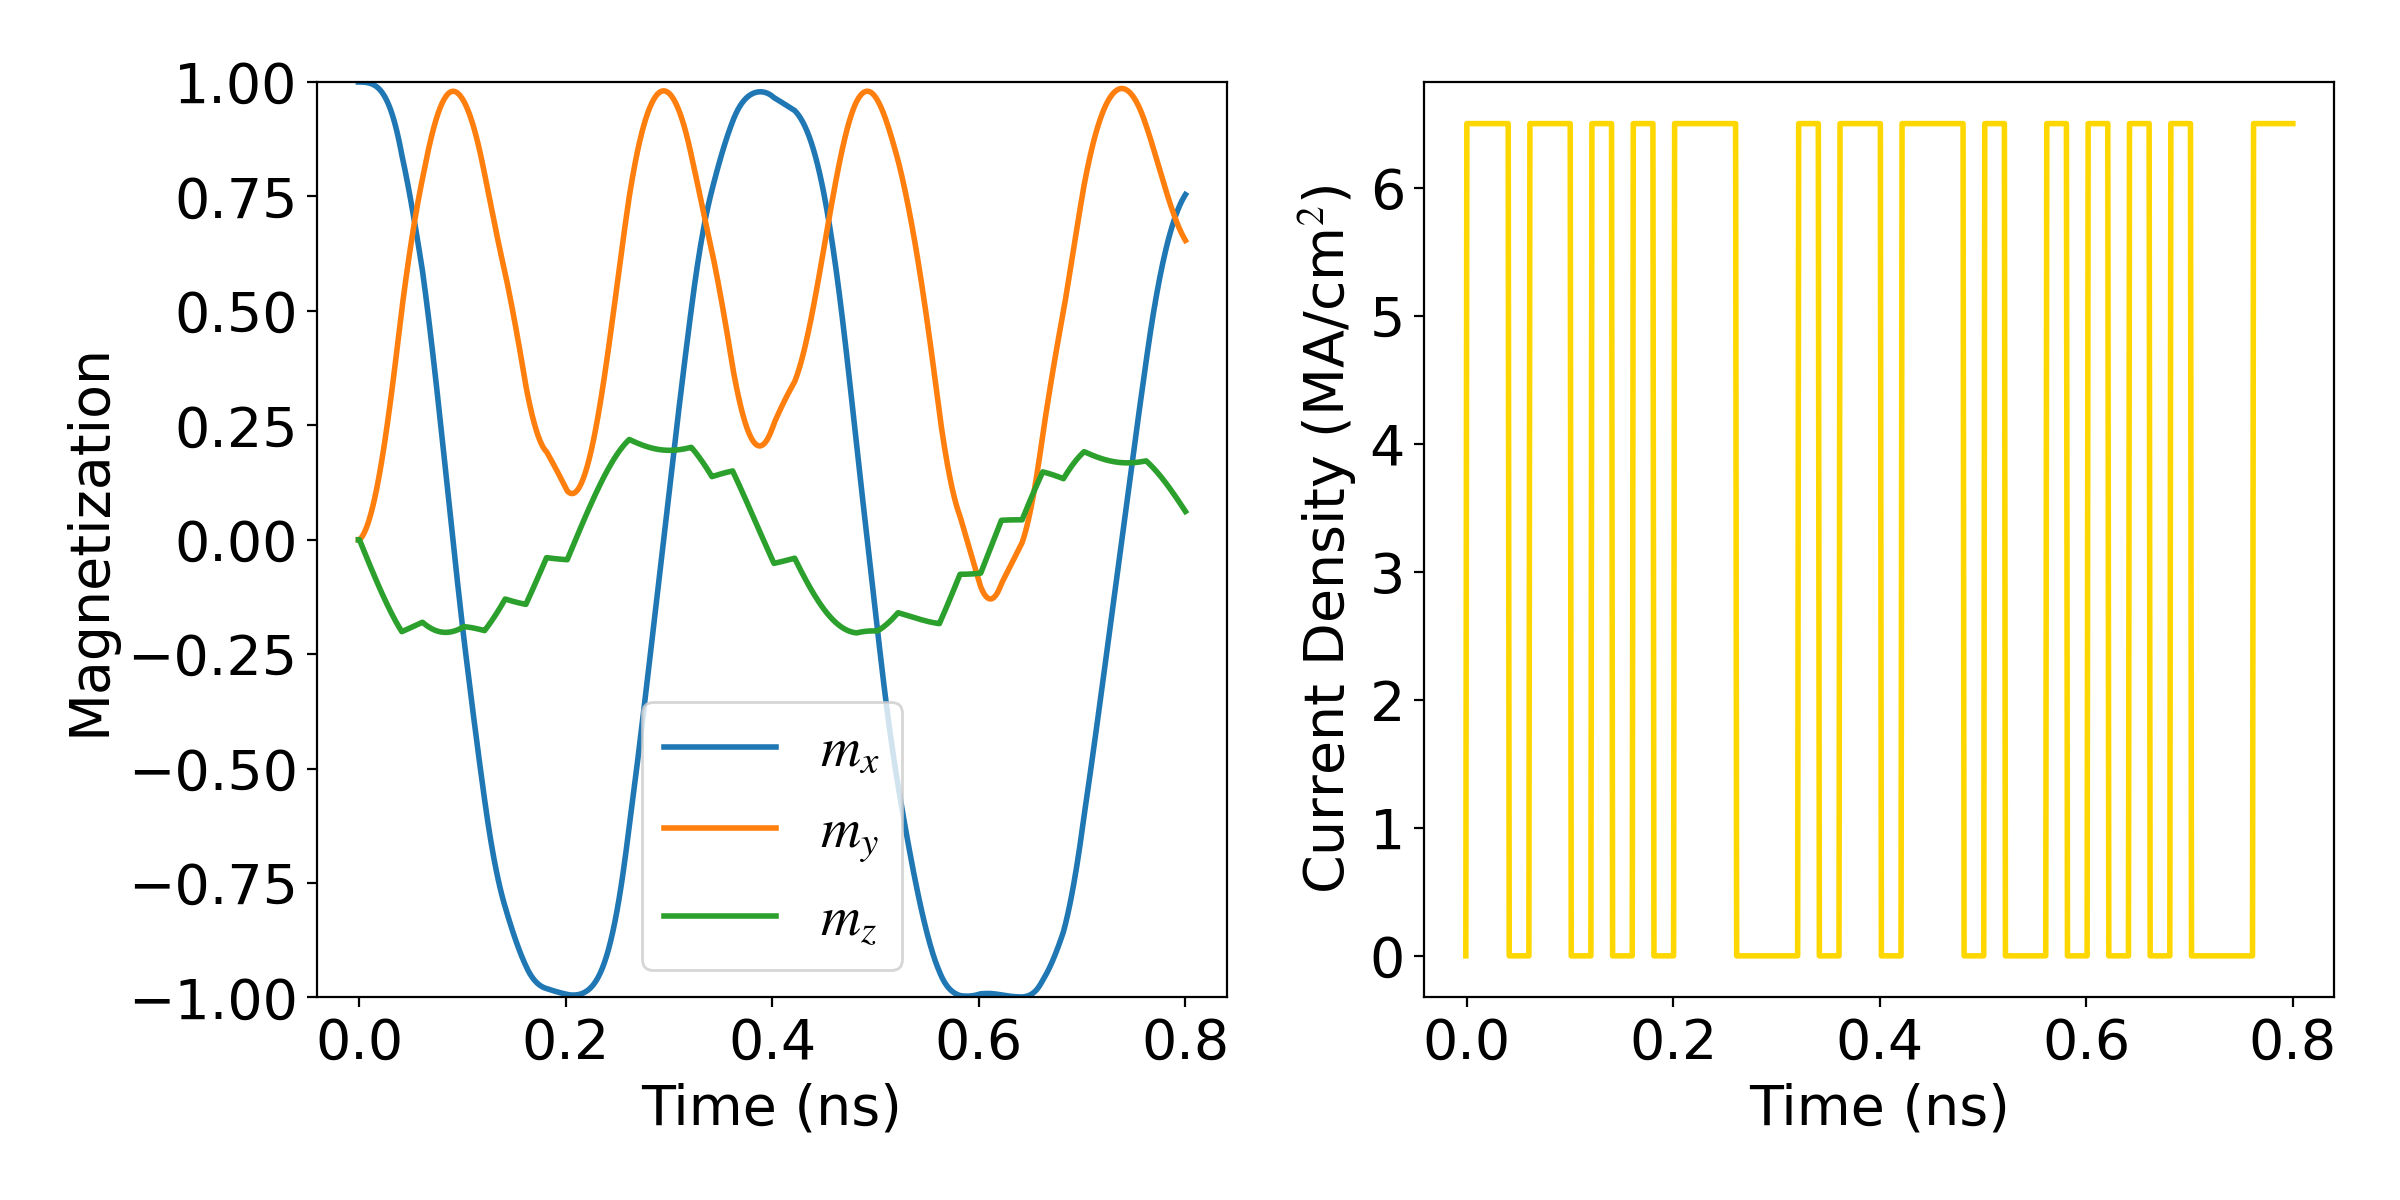 1.00
0.75
0.50
0.25
0.00
−0.25
−0.50
−0.75
−1.00
Magnetization
0.0 0.2 0.4 0.6 0.8
Time (ns)
m_x
m_y
m_z
6
5
4
3
2
1
0
Current Density (MA/cm²)
0.0 0.2 0.4 0.6 0.8
Time (ns)